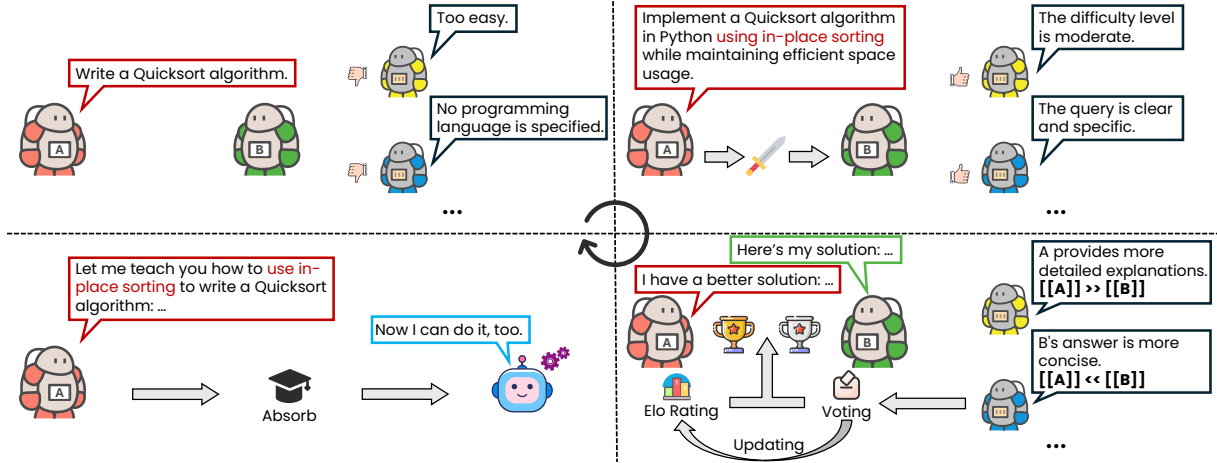 Too easy.
Write a Quicksort algorithm.
No programming
language is specified.
A
B
...
Implement a Quicksort algorithm
in Python using in-place sorting
while maintaining efficient space
usage.
The difficulty level
is moderate.
The query is clear
and specific.
A
B
...
Let me teach you how to use in-
place sorting to write a Quicksort
algorithm: ...
Now I can do it, too.
A
Absorb
Here's my solution: ...
I have a better solution: ...
A provides more
detailed explanations.
[[A]] >> [[B]]
A
B
B's answer is more
concise.
[[A]] << [[B]]
Elo Rating
Voting
Updating
...